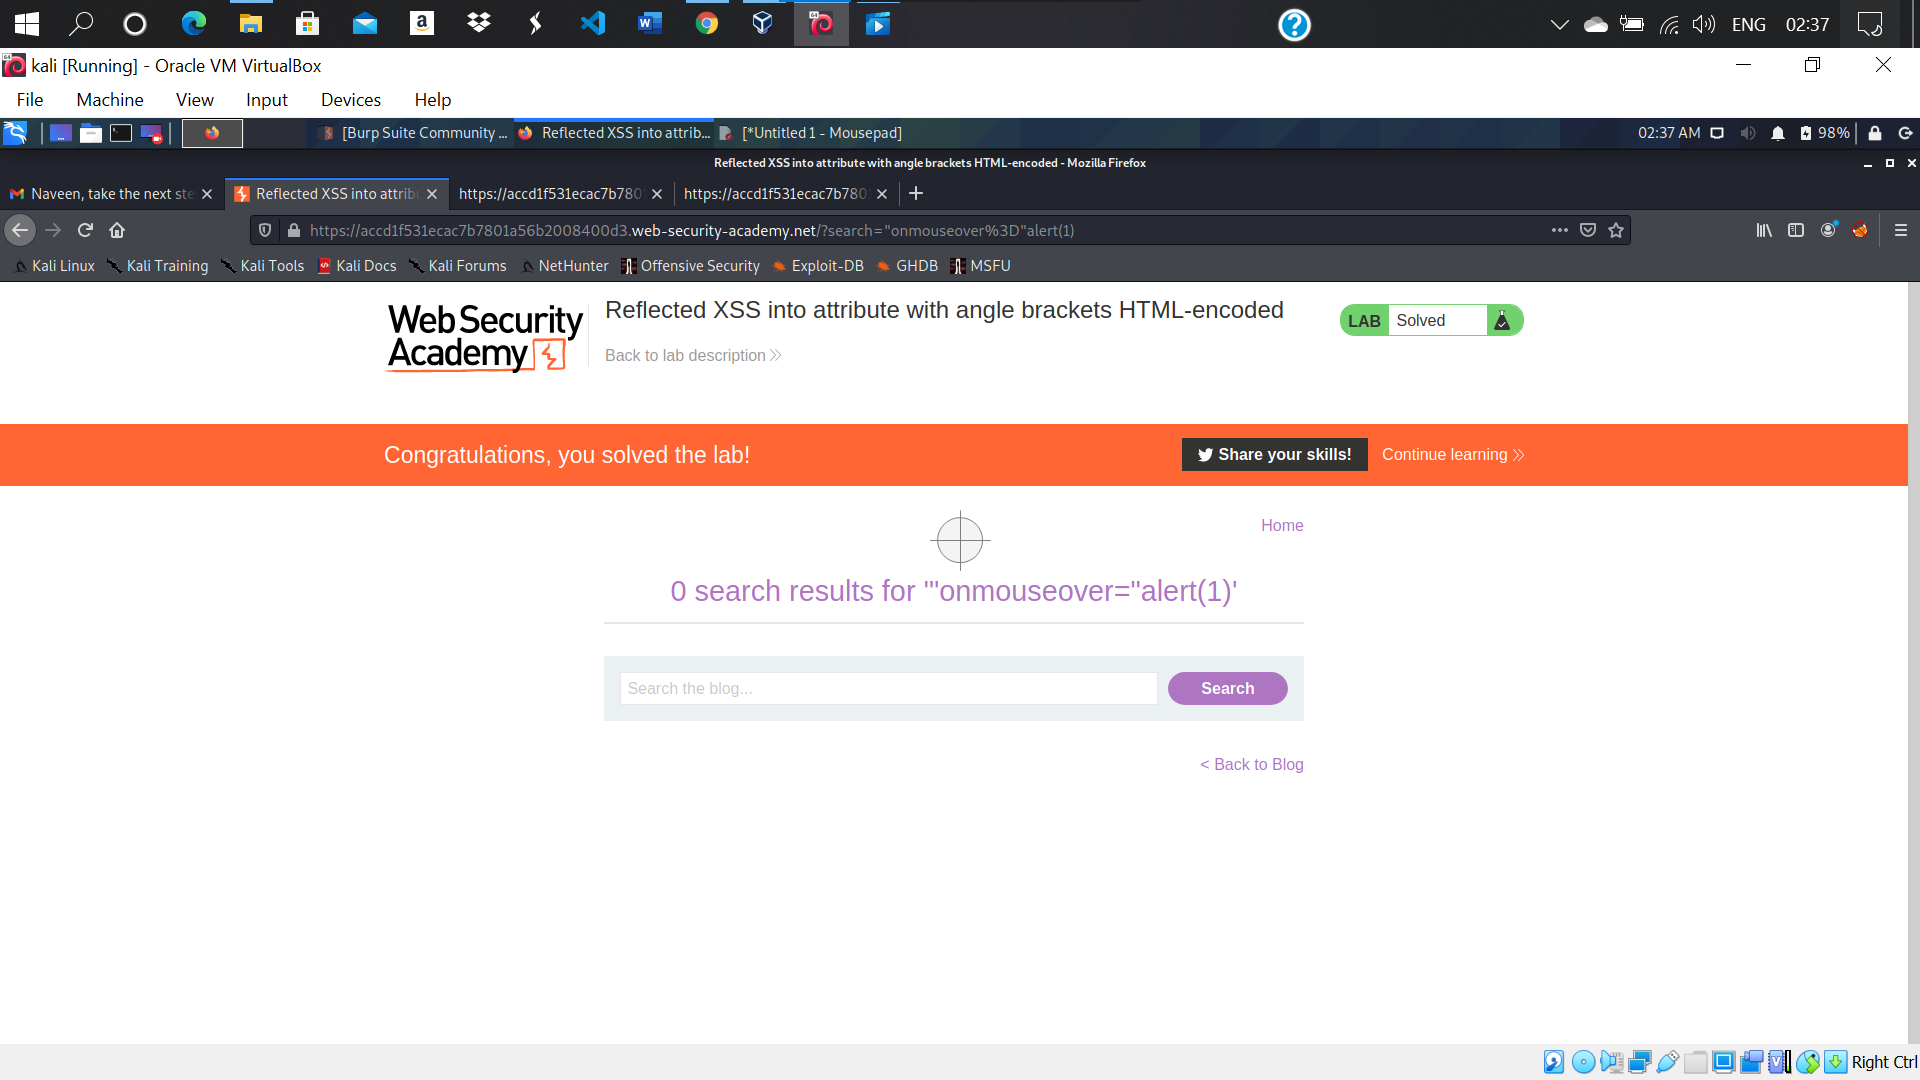 ENG 02:37
kali [Running] - Oracle VM VirtualBox
File Machine View Input Devices Help
[Burp Suite Community ... Reflected XSS into attrib... [*Untitled 1 - Mousepad] 02:37 AM 98%
Reflected XSS into attribute with angle brackets HTML-encoded - Mozilla Firefox
Naveen, take the next ste Reflected XSS into attribu https://accd1f531ecac7b780 https://accd1f531ecac7b780
https://accd1f531ecac7b7801a56b2008400d3.web-security-academy.net/?search="onmouseover%3D"alert(1)
Kali Linux Kali Training Kali Tools Kali Docs Kali Forums NetHunter Offensive Security Exploit-DB GHDB MSFU
Web Security
Academy
Reflected XSS into attribute with angle brackets HTML-encoded
Back to lab description
LAB Solved
Congratulations, you solved the lab!
Share your skills! Continue learning
Home
0 search results for '"onmouseover="alert(1)'
Search the blog...
Search
< Back to Blog
Right Ctrl